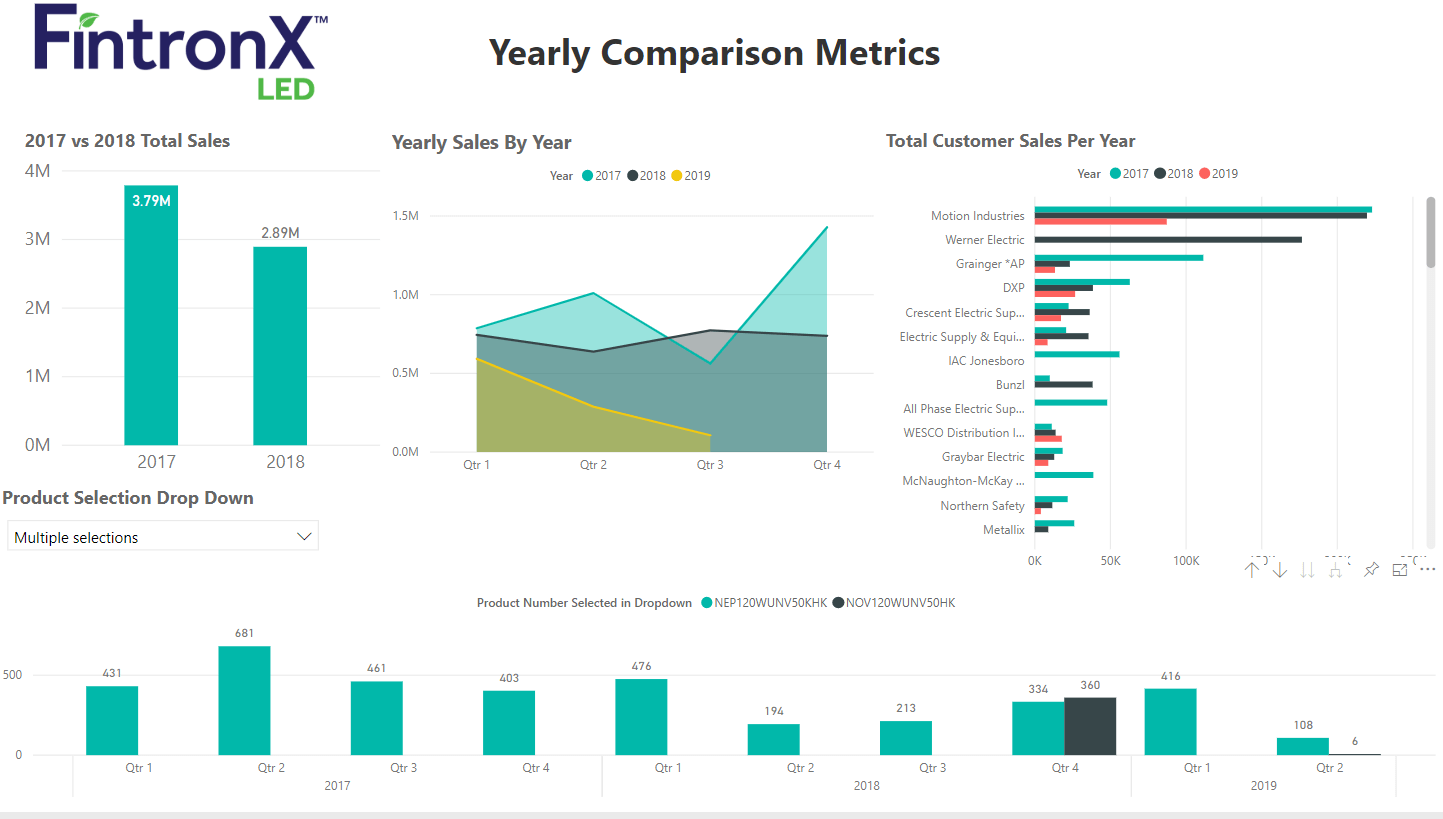 FintronX™
LED
Yearly Comparison Metrics
2017 vs 2018 Total Sales
4M
3M
2M
1M
0M
3.79M
2.89M
2017
2018
Yearly Sales By Year
Year 2017 2018 2019
1.5M
1.0M
0.5M
0.0M
Qtr 1
Qtr 2
Qtr 3
Qtr 4
Total Customer Sales Per Year
Year 2017 2018 2019
Motion Industries
Werner Electric
Grainger *AP
DXP
Crescent Electric Sup...
Electric Supply & Equi...
IAC Jonesboro
Bunzl
All Phase Electric Sup...
WESCO Distribution I...
Graybar Electric
McNaughton-McKay ...
Northern Safety
Metallix
0K
50K
100K
Product Selection Drop Down
Multiple selections
Product Number Selected in Dropdown NEP120WUNV50KHK NOV120WUNV50HK
500
0
431
681
461
403
476
194
213
334
360
416
108
6
Qtr 1
Qtr 2
Qtr 3
Qtr 4
Qtr 1
Qtr 2
Qtr 3
Qtr 4
Qtr 1
Qtr 2
2017
2018
2019